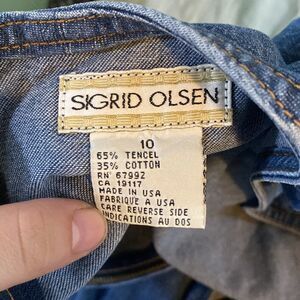 SIGRID OLSEN
10
65% TENCEL
35% COTTON
RN 67992
CA 19117
MADE IN USA
FABRIQUE A USA
CARE REVERSE SIDE
INDICATIONS AU DOS